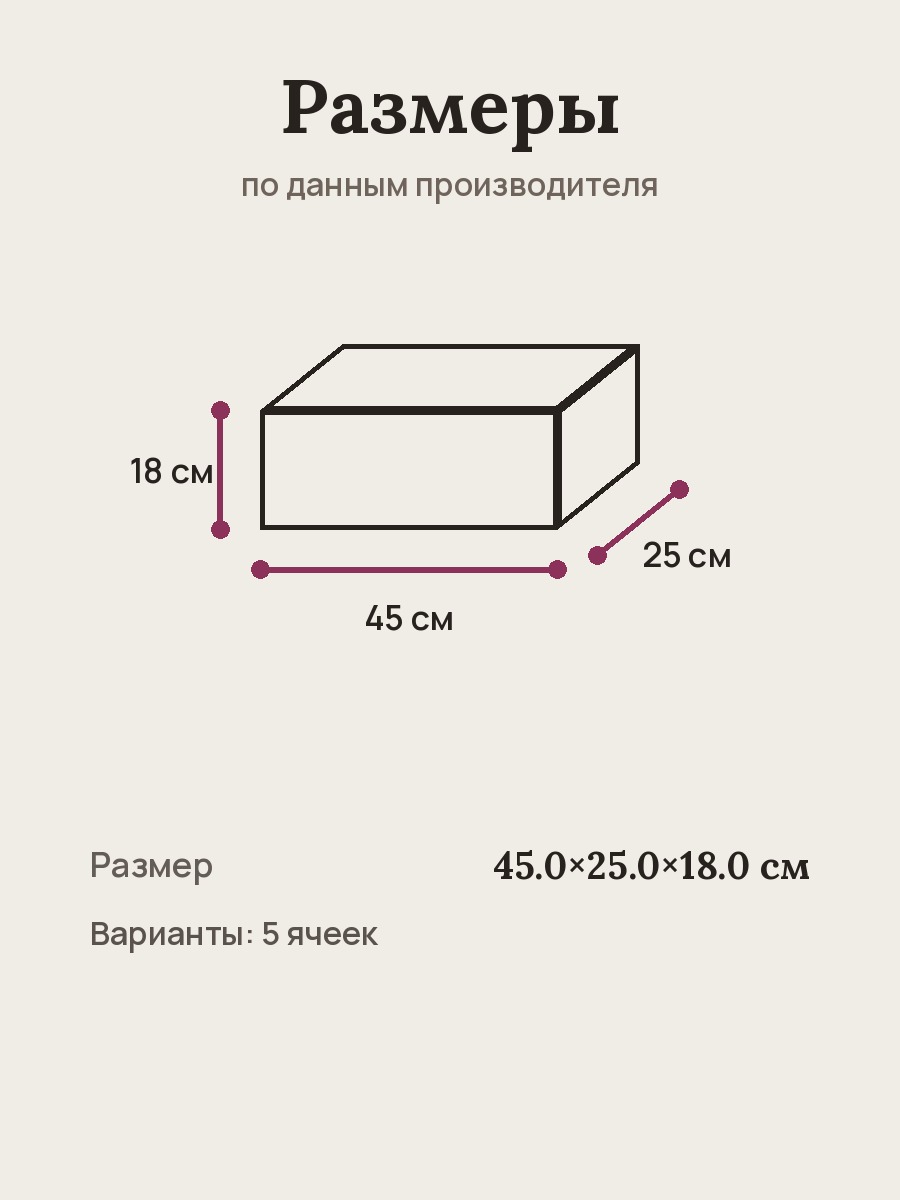 Размеры
по данным производителя
18 см
25 см
45 см
Размер 45.0×25.0×18.0 см
Варианты: 5 ячеек